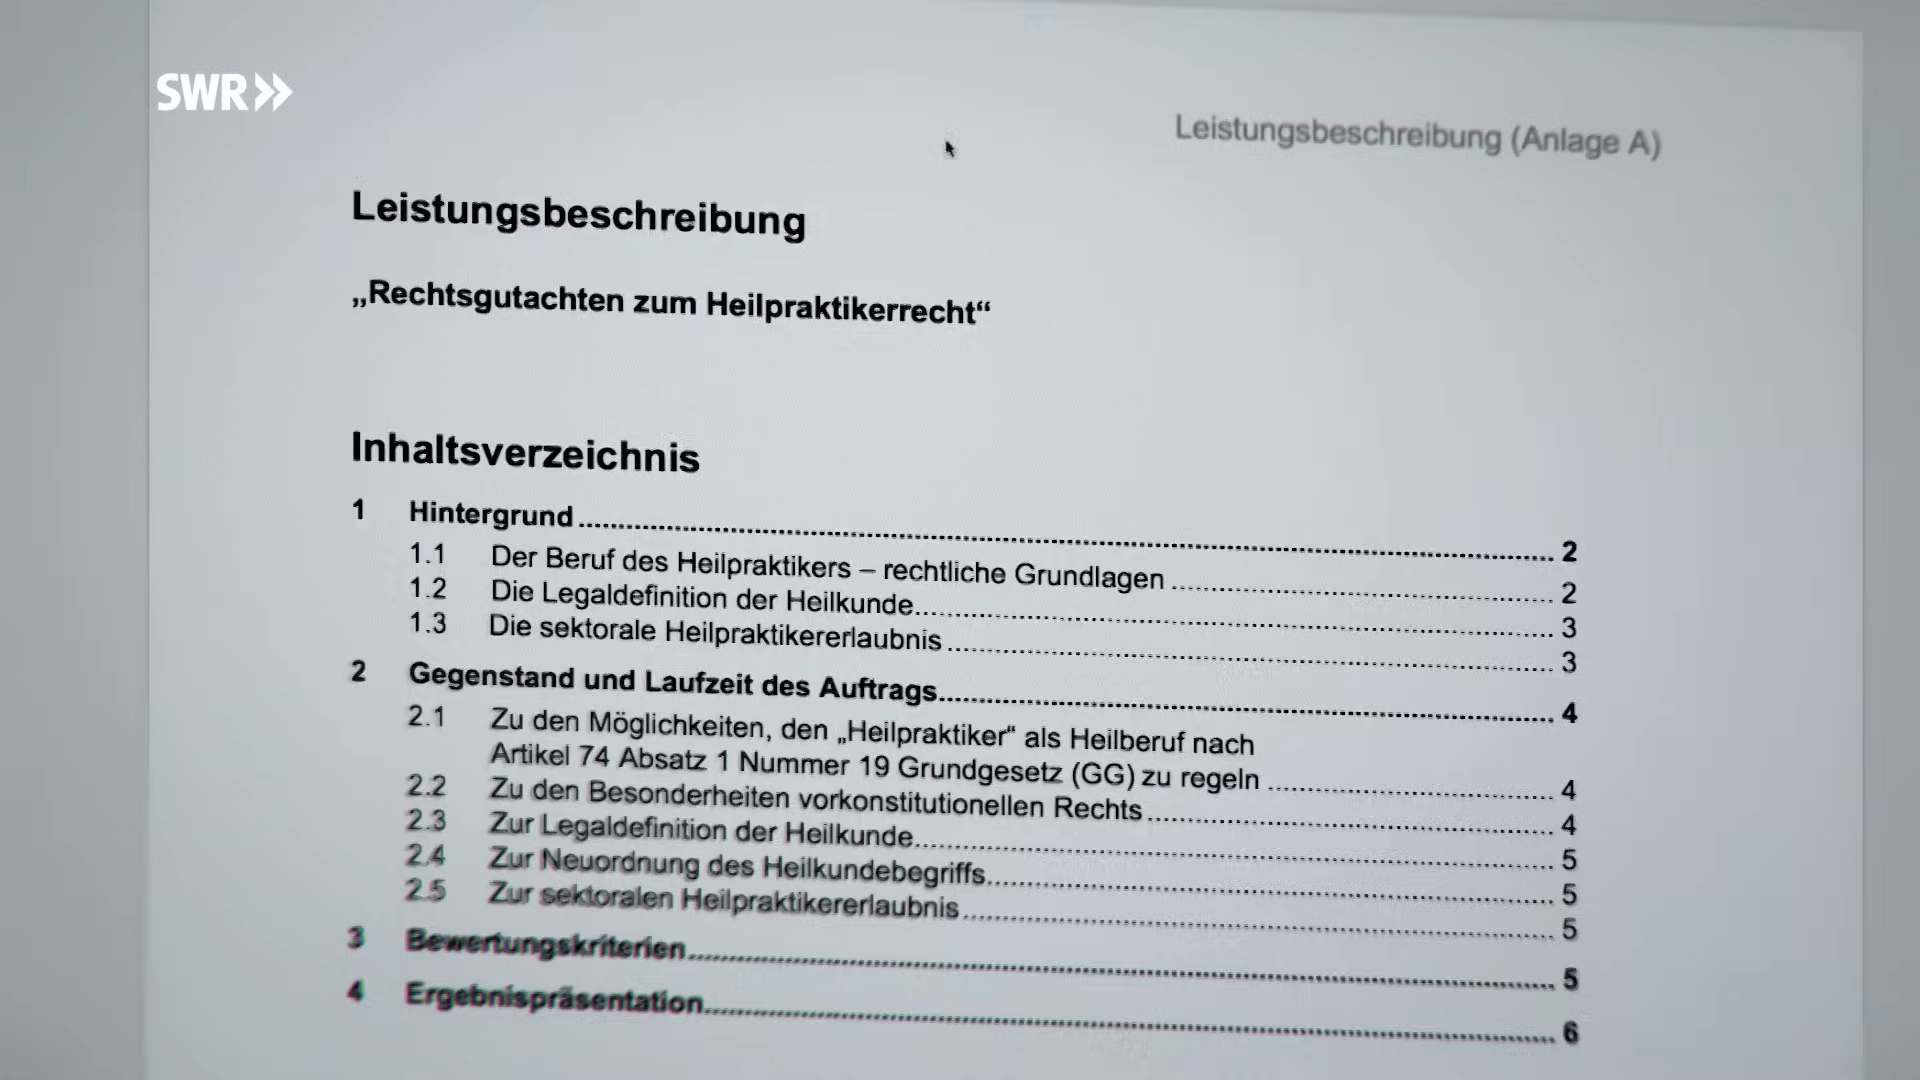 SWR
Leistungsbeschreibung (Anlage A)
Leistungsbeschreibung
„Rechtsgutachten zum Heilpraktikerrecht“
Inhaltsverzeichnis
1 Hintergrund ........ 2
1.1 Der Beruf des Heilpraktikers – rechtliche Grundlagen ........ 2
1.2 Die Legaldefinition der Heilkunde ........ 3
1.3 Die sektorale Heilpraktikererlaubnis ........ 3
2 Gegenstand und Laufzeit des Auftrags ........ 4
2.1 Zu den Möglichkeiten, den „Heilpraktiker“ als Heilberuf nach
Artikel 74 Absatz 1 Nummer 19 Grundgesetz (GG) zu regeln ........ 4
2.2 Zu den Besonderheiten vorkonstitutionellen Rechts ........ 4
2.3 Zur Legaldefinition der Heilkunde ........ 5
2.4 Zur Neuordnung des Heilkundebegriffs ........ 5
2.5 Zur sektoralen Heilpraktikererlaubnis ........ 5
3 Bewertungskriterien ........ 5
4 Ergebnispräsentation ........ 6